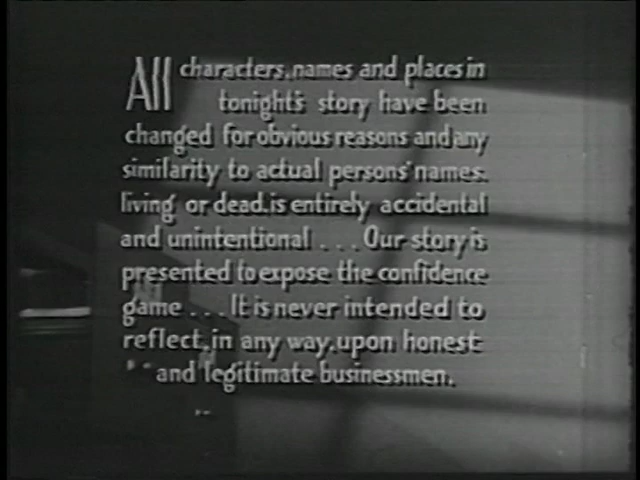 All characters, names and places in
tonight's story have been
changed for obvious reasons and any
similarity to actual persons' names,
living or dead, is entirely accidental
and unintentional . . . Our story is
presented to expose the confidence
game . . . It is never intended to
reflect, in any way, upon honest
and legitimate businessmen.